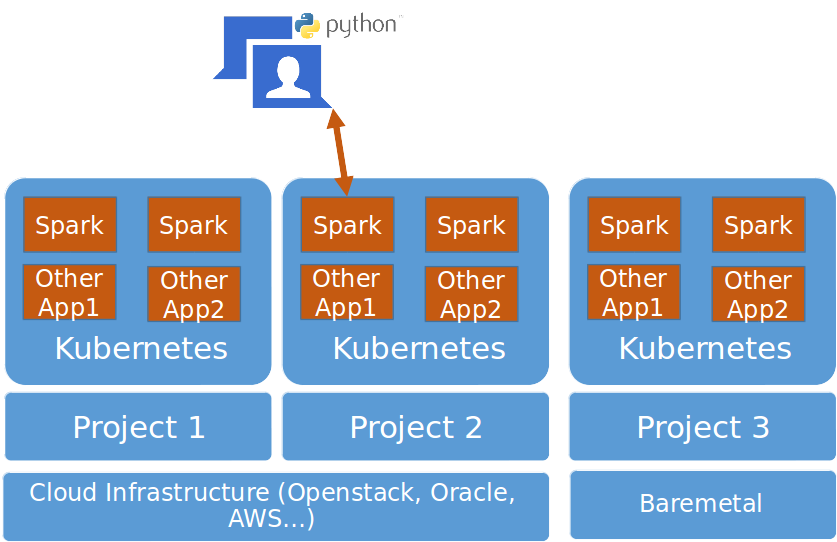 python
Spark Spark
Other Other
App1 App2
Kubernetes
Spark Spark
Other Other
App1 App2
Kubernetes
Spark Spark
Other Other
App1 App2
Kubernetes
Project 1
Project 2
Project 3
Cloud Infrastructure (Openstack, Oracle,
AWS...)
Baremetal